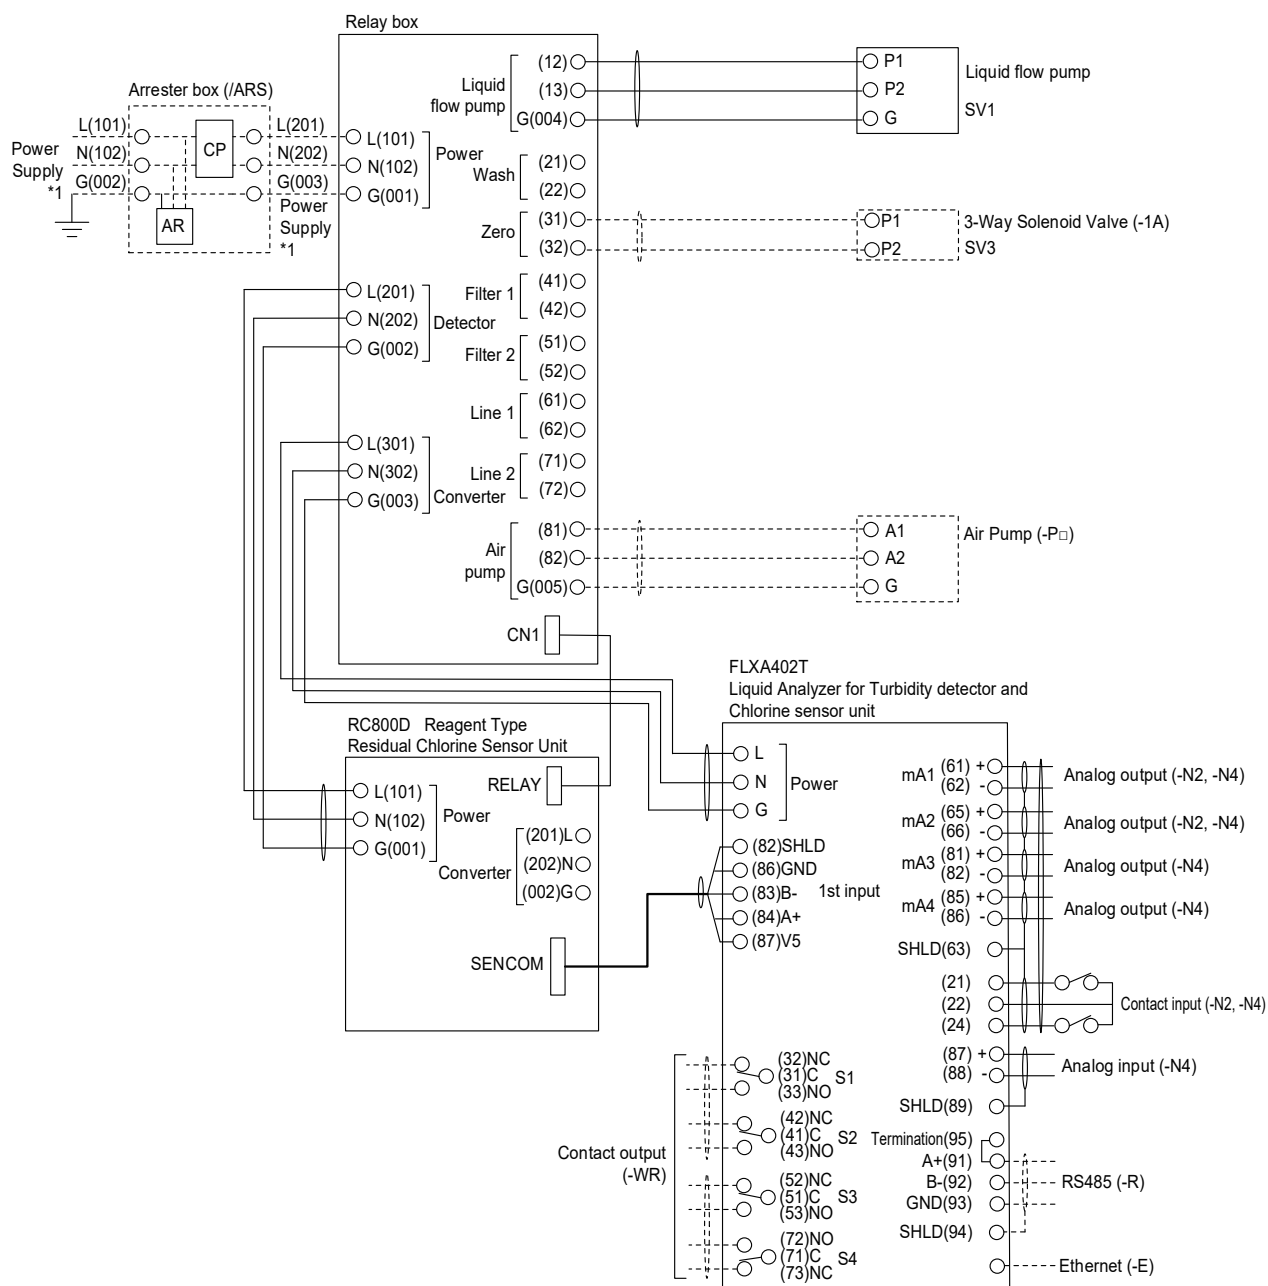 Relay box
Arrester box (/ARS)
L(101)
N(102)
G(002)
Power
Supply
*1
CP
AR
L(201)
N(202)
G(003)
Power
Supply
*1
L(101)
N(102)
G(001)
Power
L(201)
N(202)
G(002)
Detector
L(301)
N(302)
G(003)
Converter
Liquid
flow pump
(12)
(13)
G(004)
Wash
(21)
(22)
Zero
(31)
(32)
Filter 1
(41)
(42)
Filter 2
(51)
(52)
Line 1
(61)
(62)
Line 2
(71)
(72)
Air
pump
(81)
(82)
G(005)
CN1
P1
P2
G
Liquid flow pump
SV1
P1
P2
3-Way Solenoid Valve (-1A)
SV3
A1
A2
G
Air Pump (-P□)
RC800D Reagent Type
Residual Chlorine Sensor Unit
L(101)
N(102)
G(001)
Power
RELAY
Converter
(201)L
(202)N
(002)G
SENCOM
FLXA402T
Liquid Analyzer for Turbidity detector and
Chlorine sensor unit
L
N
G
Power
(82)SHLD
(86)GND
(83)B-
(84)A+
(87)V5
1st input
mA1
(61) +
(62) -
Analog output (-N2, -N4)
mA2
(65) +
(66) -
Analog output (-N2, -N4)
mA3
(81) +
(82) -
Analog output (-N4)
mA4
(85) +
(86) -
Analog output (-N4)
SHLD(63)
(21)
(22)
(24)
Contact input (-N2, -N4)
(87) +
(88) -
Analog input (-N4)
SHLD(89)
Termination(95)
A+(91)
B-(92)
GND(93)
SHLD(94)
RS485 (-R)
Ethernet (-E)
Contact output
(-WR)
(32)NC
(31)C
(33)NO
S1
(42)NC
(41)C
(43)NO
S2
(52)NC
(51)C
(53)NO
S3
(72)NO
(71)C
(73)NC
S4